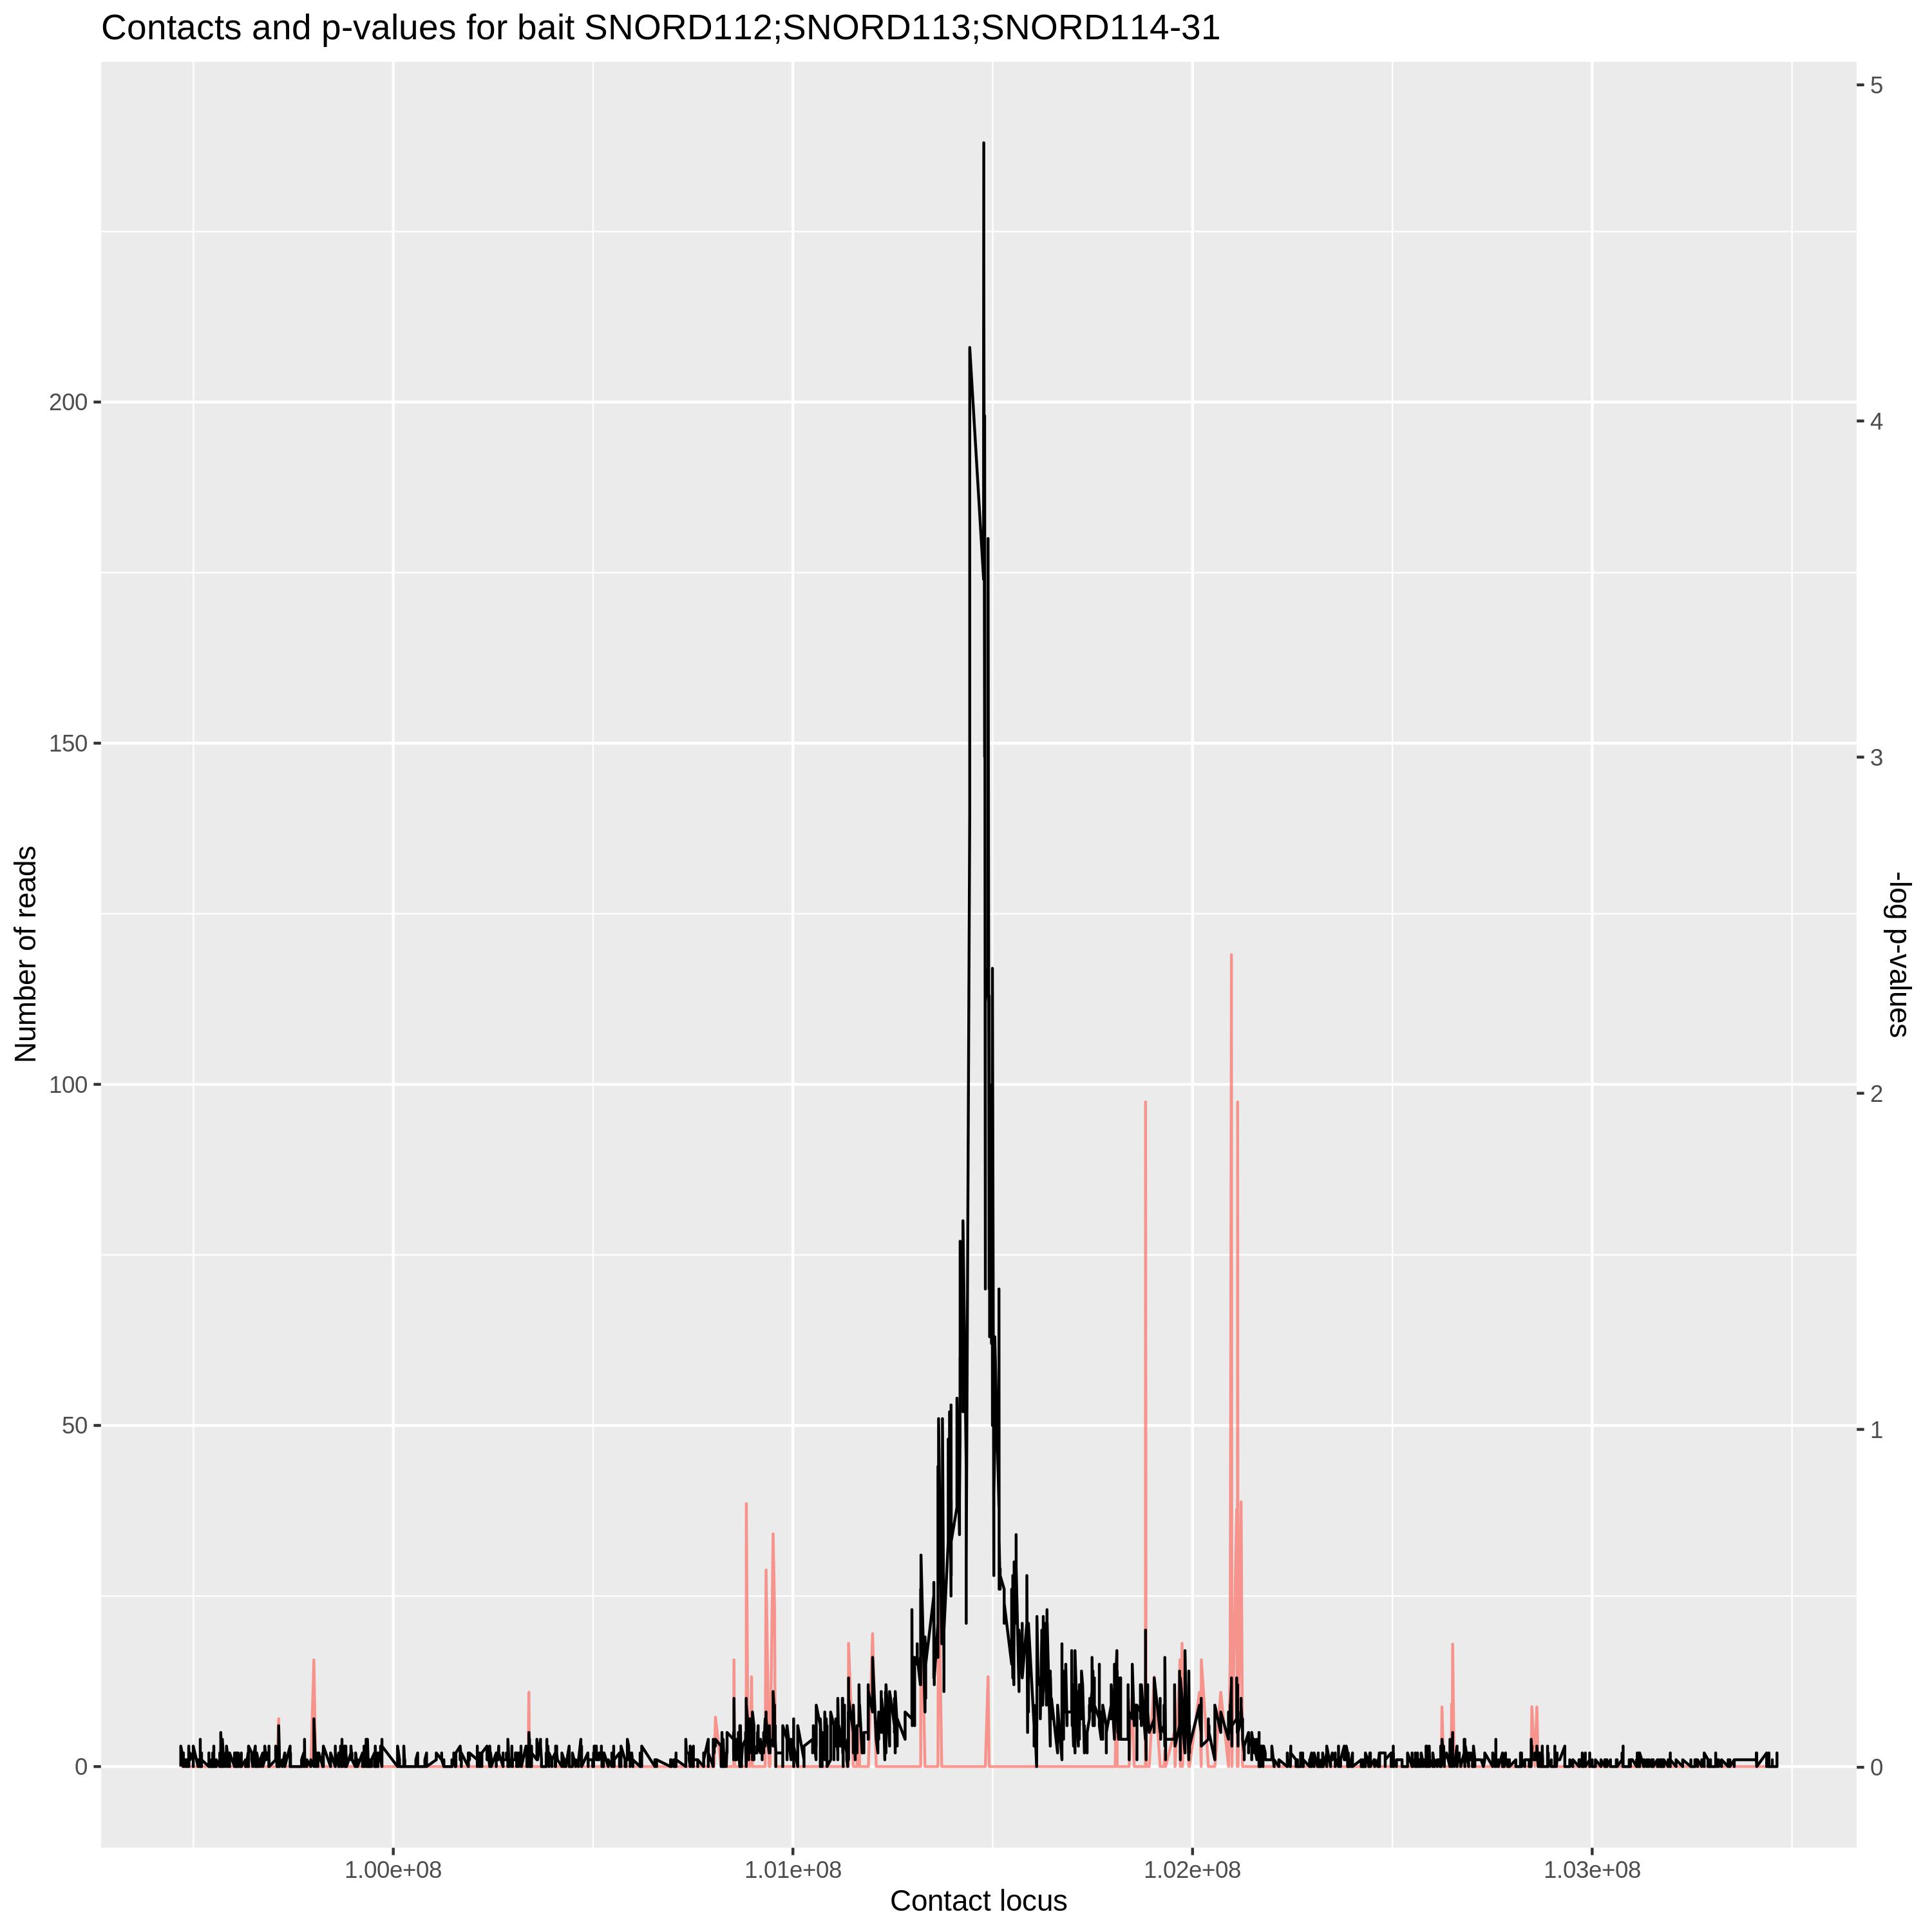 Contacts and p-values for bait SNORD112;SNORD113;SNORD114-31
Number of reads
200
150
100
50
0
5
4
3
2
1
0
-log p-values
1.00e+08
1.01e+08
1.02e+08
1.03e+08
Contact locus